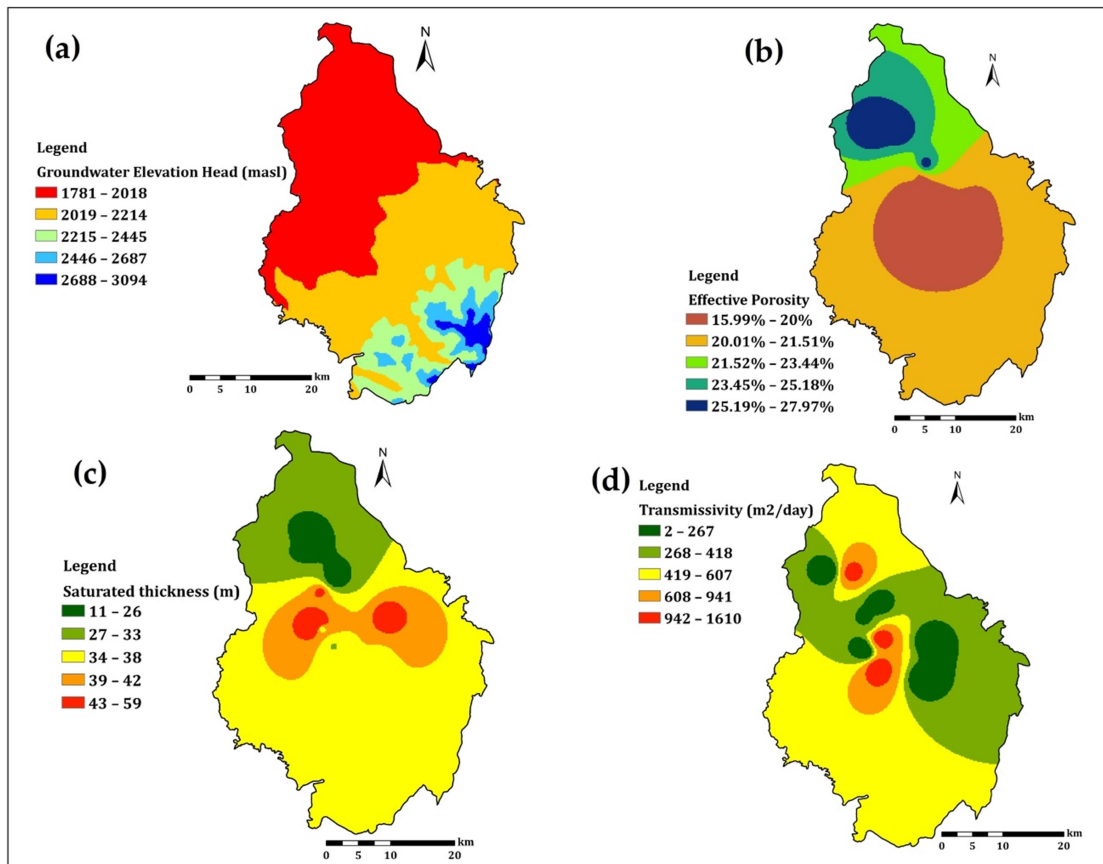 (a)
N
Legend
Groundwater Elevation Head (masl)
1781 – 2018
2019 – 2214
2215 – 2445
2446 – 2687
2688 – 3094
km
0 5 10 20
(b)
N
Legend
Effective Porosity
15.99% – 20%
20.01% – 21.51%
21.52% – 23.44%
23.45% – 25.18%
25.19% – 27.97%
km
0 5 10 20
(c)
N
Legend
Saturated thickness (m)
11 – 26
27 – 33
34 – 38
39 – 42
43 – 59
km
0 5 10 20
(d)
N
Legend
Transmissivity (m2/day)
2 – 267
268 – 418
419 – 607
608 – 941
942 – 1610
km
0 5 10 20